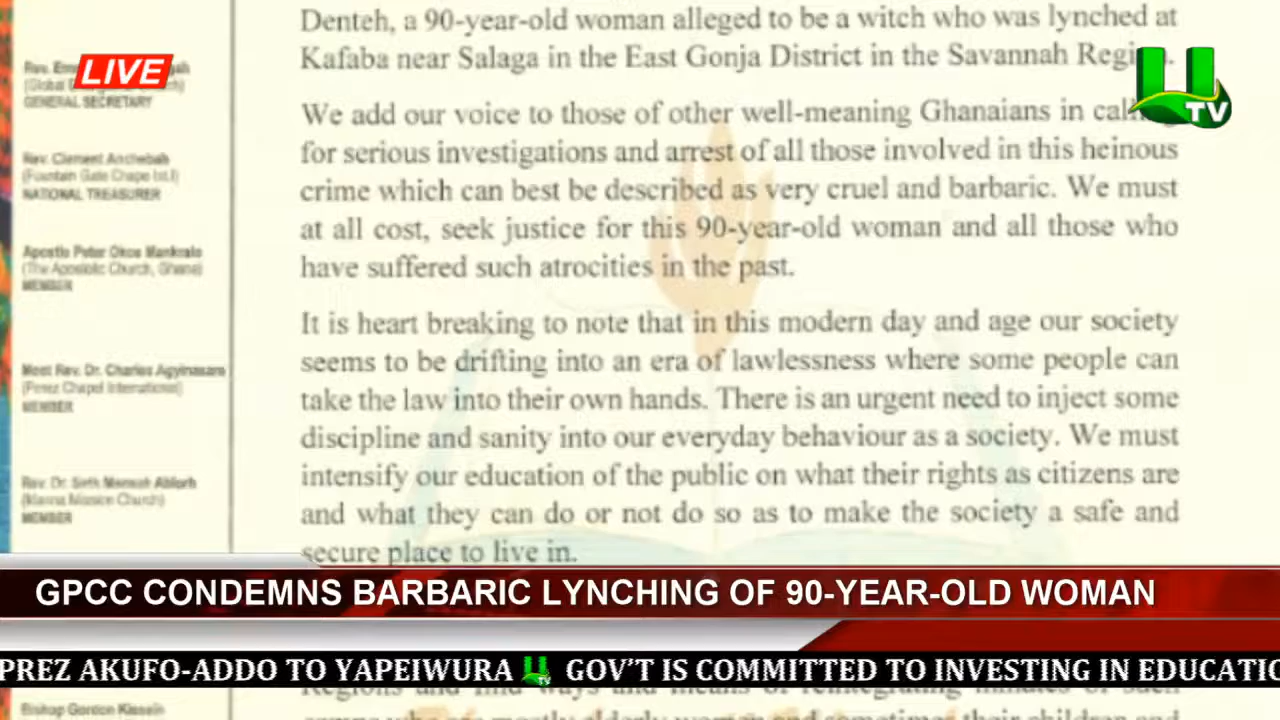 Denteh, a 90-year-old woman alleged to be a witch who was lynched at
Kafaba near Salaga in the East Gonja District in the Savannah Region.
LIVE
U
TV
GENERAL SECRETARY
We add our voice to those of other well-meaning Ghanaians in calling
for serious investigations and arrest of all those involved in this heinous
crime which can best be described as very cruel and barbaric. We must
at all cost, seek justice for this 90-year-old woman and all those who
have suffered such atrocities in the past.
Rev. Clement Anchebah
(Fountain Gate Chape Int.l)
NATIONAL TREASURER
Apostle Peter
(The Apostolic Church, Ghana)
MEMBER
It is heart breaking to note that in this modern day and age our society
seems to be drifting into an era of lawlessness where some people can
take the law into their own hands. There is an urgent need to inject some
discipline and sanity into our everyday behaviour as a society. We must
intensify our education of the public on what their rights as citizens are
and what they can do or not do so as to make the society a safe and
secure place to live in.
Most Rev. Dr. Charles Agyinasare
(Perez Chapel International)
MEMBER
Rev. Dr. Seth Mensah Ablorh
(Manna Mission Church)
MEMBER
GPCC CONDEMNS BARBARIC LYNCHING OF 90-YEAR-OLD WOMAN
PREZ AKUFO-ADDO TO YAPEIWURA U TV GOV'T IS COMMITTED TO INVESTING IN EDUCATIO
Bishop Gordon Kissein